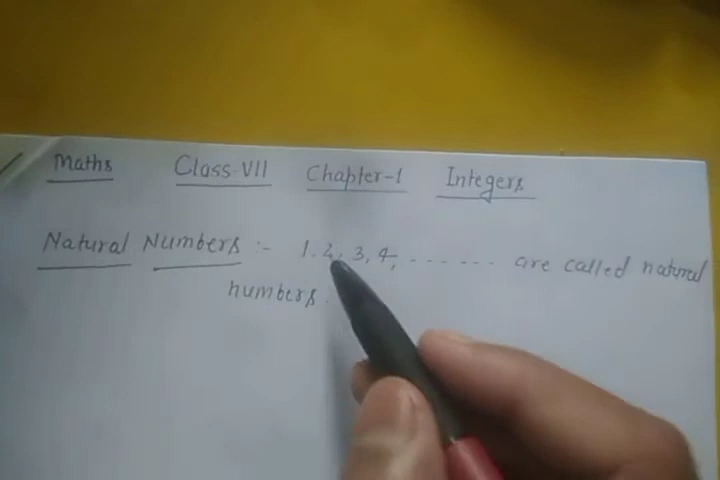 Maths Class-VII Chapter-1 Integers
Natural Numbers :- 1. 2, 3, 4, ....... are called natural
numbers.